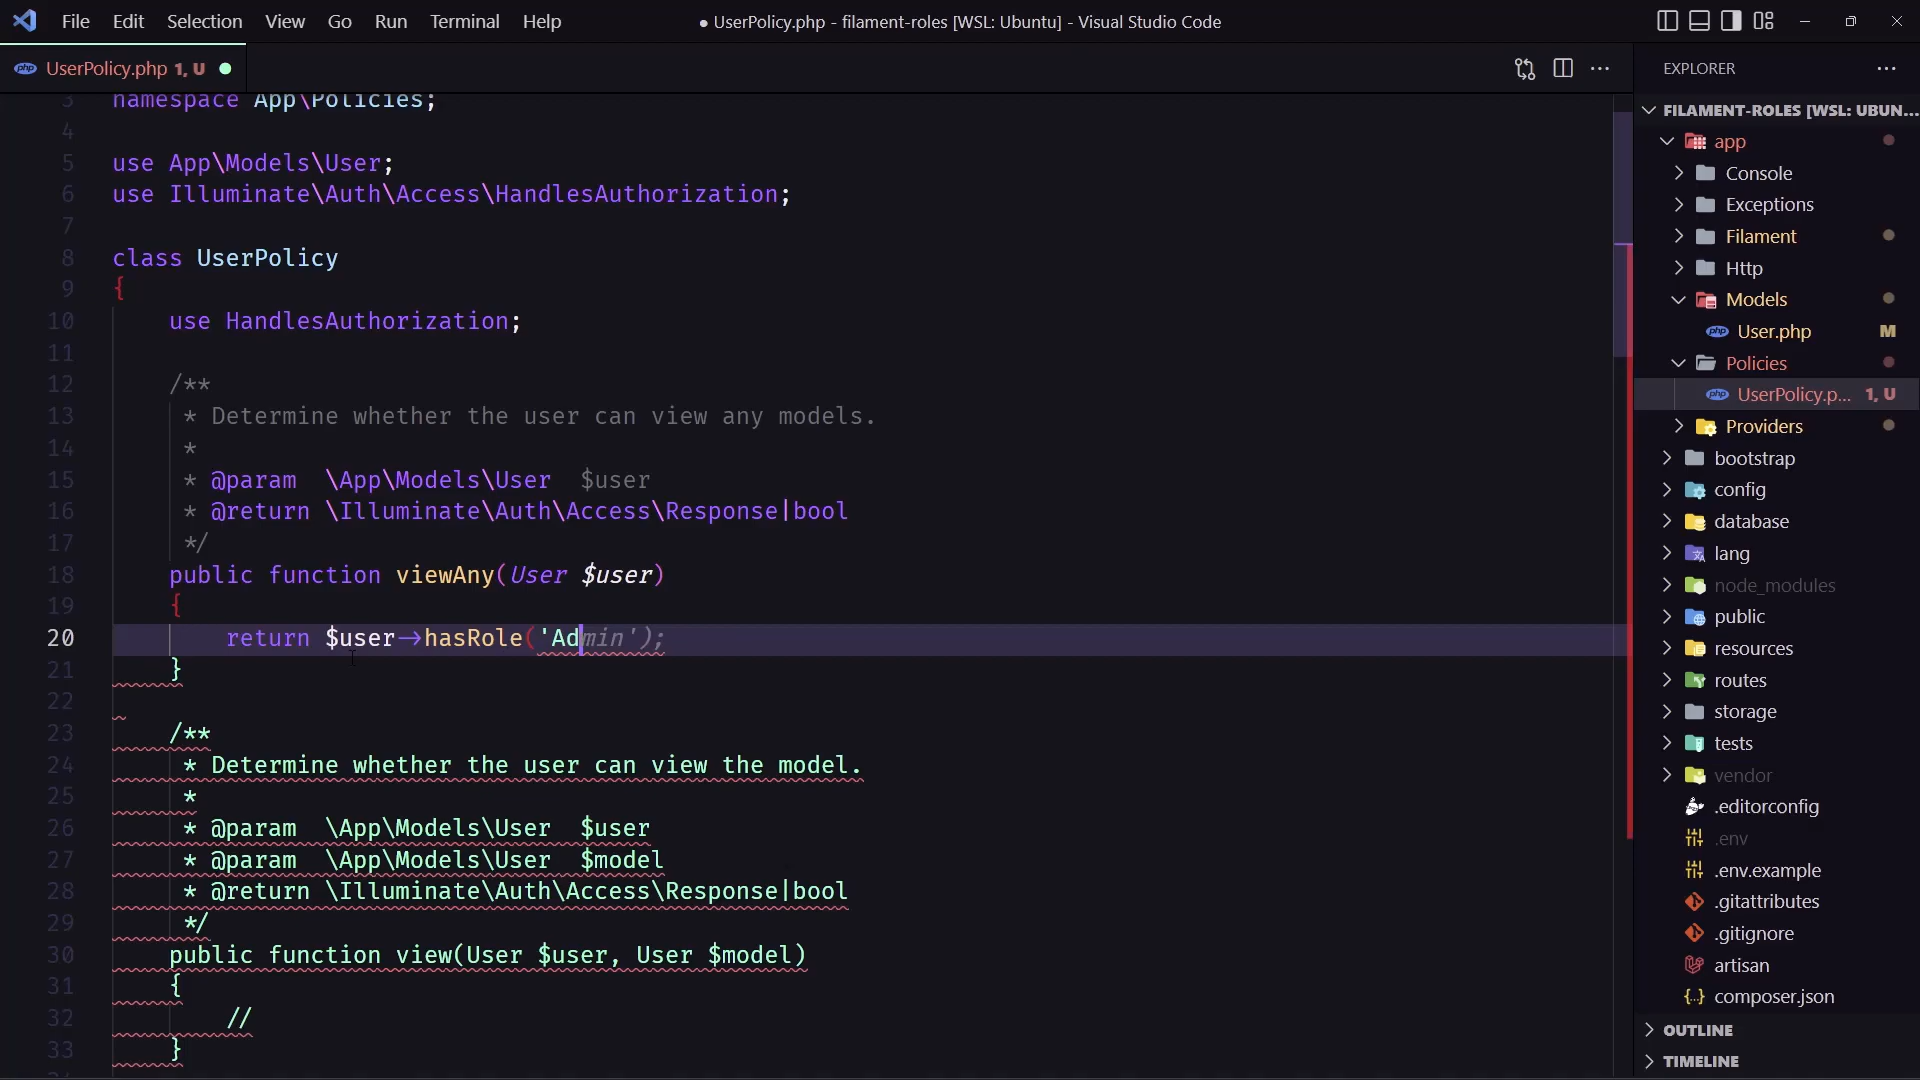 File Edit Selection View Go Run Terminal Help
● UserPolicy.php - filament-roles [WSL: Ubuntu] - Visual Studio Code
php UserPolicy.php 1, U
3 namespace App\Policies;
4
5 use App\Models\User;
6 use Illuminate\Auth\Access\HandlesAuthorization;
7
8 class UserPolicy
9 {
10 use HandlesAuthorization;
11
12 /**
13 * Determine whether the user can view any models.
14 *
15 * @param \App\Models\User $user
16 * @return \Illuminate\Auth\Access\Response|bool
17 */
18 public function viewAny(User $user)
19 {
20 return $user->hasRole('Admin');
21 }
22
23 /**
24 * Determine whether the user can view the model.
25 *
26 * @param \App\Models\User $user
27 * @param \App\Models\User $model
28 * @return \Illuminate\Auth\Access\Response|bool
29 */
30 public function view(User $user, User $model)
31 {
32 //
33 }
EXPLORER
FILAMENT-ROLES [WSL: UBUN...
app
Console
Exceptions
Filament
Http
Models
php User.php M
Policies
php UserPolicy.p... 1, U
Providers
bootstrap
config
database
lang
node_modules
public
resources
routes
storage
tests
vendor
.editorconfig
.env
.env.example
.gitattributes
.gitignore
artisan
{..} composer.json
OUTLINE
TIMELINE